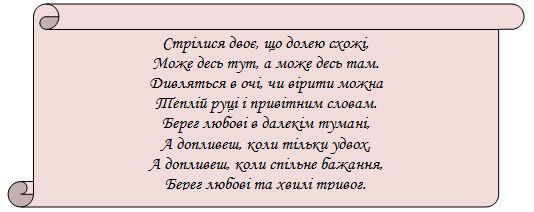 Стрілися двоє, що долею схожі,
Може десь тут, а може десь там.
Дивляться в очі, чи вірити можна
Теплій руці і привітним словам.
Берег любові в далекім тумані,
А допливеш, коли тільки удвох,
А допливеш, коли спільне бажання,
Берег любові та хвилі тривог.